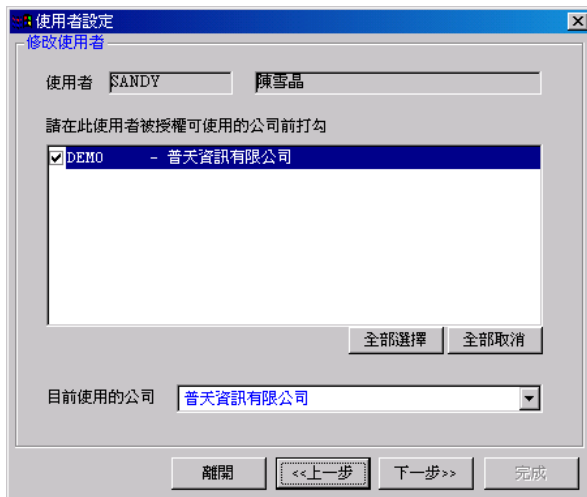 使用者設定
修改使用者
使用者 SANDY 陳雪晶
請在此使用者被授權可使用的公司前打勾
DEMO - 普天資訊有限公司
全部選擇 全部取消
目前使用的公司 普天資訊有限公司
離開 <<上一步 下一步>> 完成